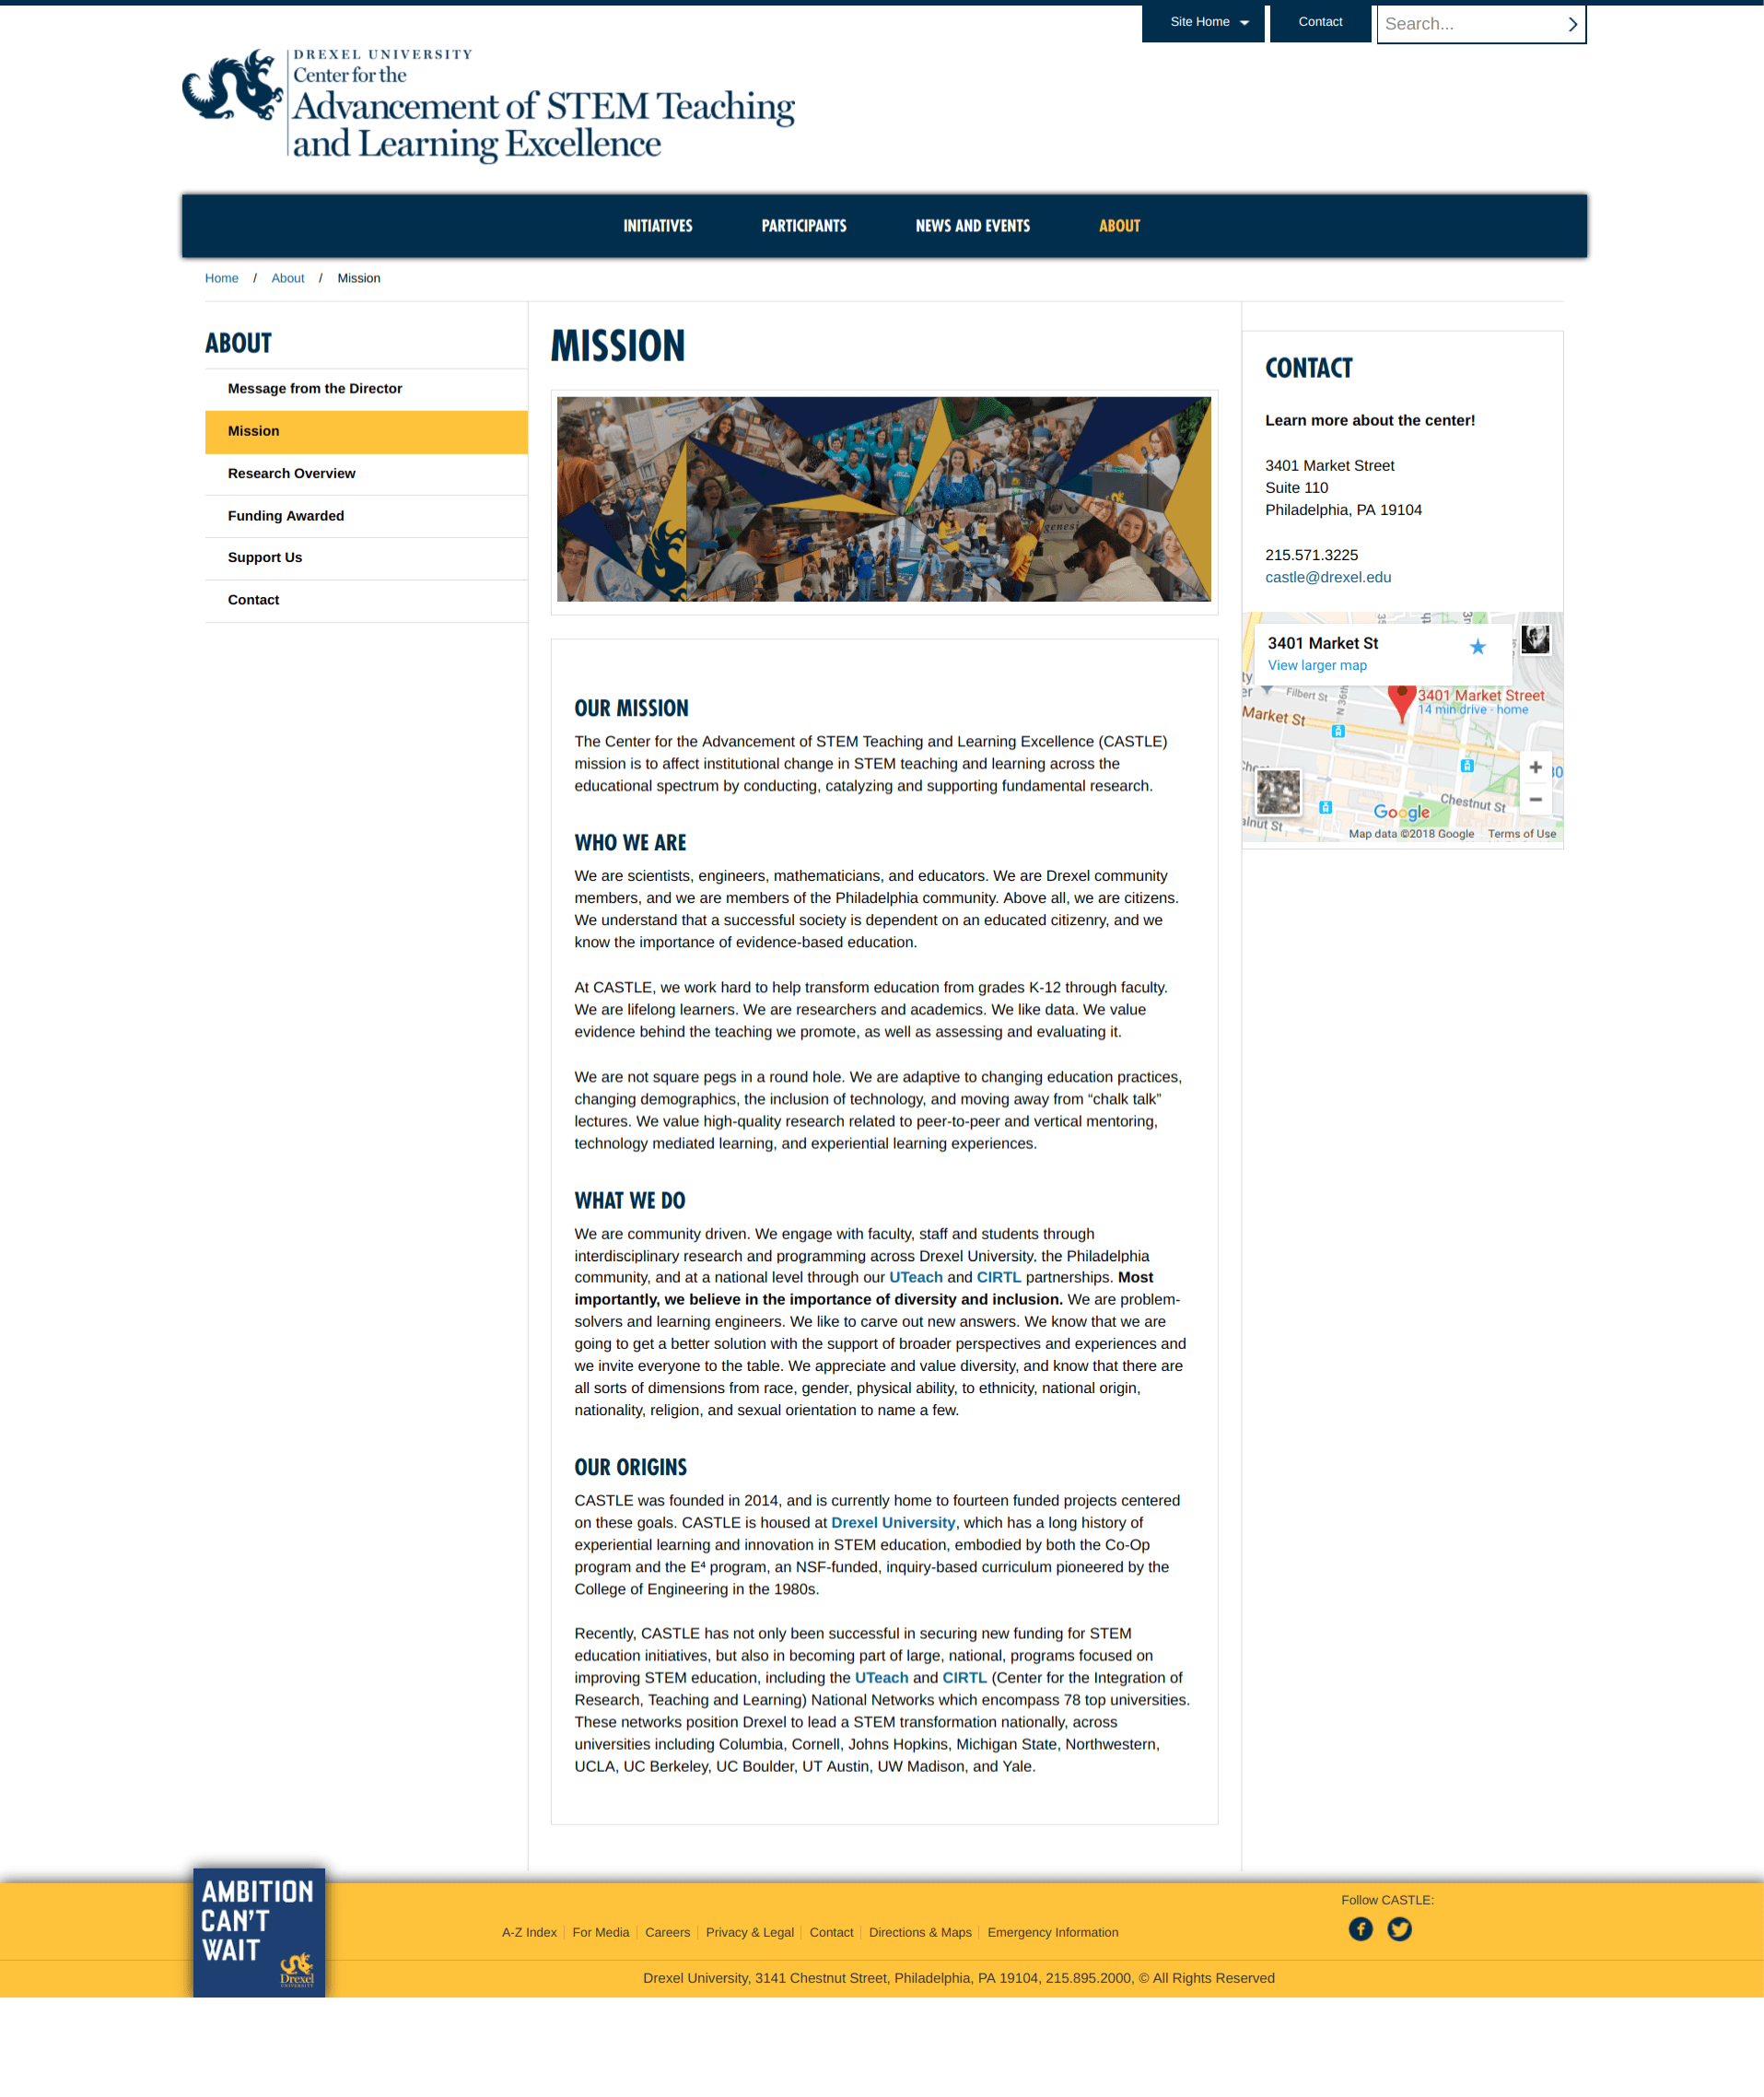 Site Home
Contact
Search...
DREXEL UNIVERSITY
Center for the
Advancement of STEM Teaching
and Learning Excellence
INITIATIVES
PARTICIPANTS
NEWS AND EVENTS
ABOUT
Home / About / Mission
ABOUT
Message from the Director
Mission
Research Overview
Funding Awarded
Support Us
Contact
MISSION
genesi
OUR MISSION
The Center for the Advancement of STEM Teaching and Learning Excellence (CASTLE)
mission is to affect institutional change in STEM teaching and learning across the
educational spectrum by conducting, catalyzing and supporting fundamental research.
WHO WE ARE
We are scientists, engineers, mathematicians, and educators. We are Drexel community
members, and we are members of the Philadelphia community. Above all, we are citizens.
We understand that a successful society is dependent on an educated citizenry, and we
know the importance of evidence-based education.
At CASTLE, we work hard to help transform education from grades K-12 through faculty.
We are lifelong learners. We are researchers and academics. We like data. We value
evidence behind the teaching we promote, as well as assessing and evaluating it.
We are not square pegs in a round hole. We are adaptive to changing education practices,
changing demographics, the inclusion of technology, and moving away from “chalk talk”
lectures. We value high-quality research related to peer-to-peer and vertical mentoring,
technology mediated learning, and experiential learning experiences.
WHAT WE DO
We are community driven. We engage with faculty, staff and students through
interdisciplinary research and programming across Drexel University, the Philadelphia
community, and at a national level through our UTeach and CIRTL partnerships. Most
importantly, we believe in the importance of diversity and inclusion. We are problem-
solvers and learning engineers. We like to carve out new answers. We know that we are
going to get a better solution with the support of broader perspectives and experiences and
we invite everyone to the table. We appreciate and value diversity, and know that there are
all sorts of dimensions from race, gender, physical ability, to ethnicity, national origin,
nationality, religion, and sexual orientation to name a few.
OUR ORIGINS
CASTLE was founded in 2014, and is currently home to fourteen funded projects centered
on these goals. CASTLE is housed at Drexel University, which has a long history of
experiential learning and innovation in STEM education, embodied by both the Co-Op
program and the E⁴ program, an NSF-funded, inquiry-based curriculum pioneered by the
College of Engineering in the 1980s.
Recently, CASTLE has not only been successful in securing new funding for STEM
education initiatives, but also in becoming part of large, national, programs focused on
improving STEM education, including the UTeach and CIRTL (Center for the Integration of
Research, Teaching and Learning) National Networks which encompass 78 top universities.
These networks position Drexel to lead a STEM transformation nationally, across
universities including Columbia, Cornell, Johns Hopkins, Michigan State, Northwestern,
UCLA, UC Berkeley, UC Boulder, UT Austin, UW Madison, and Yale.
CONTACT
Learn more about the center!
3401 Market Street
Suite 110
Philadelphia, PA 19104
215.571.3225
castle@drexel.edu
3401 Market St
View larger map
Filbert St
N 36th
3401 Market Street
14 min drive - home
Market St
Chestnut St
alnut St
Google
Map data ©2018 Google Terms of Use
AMBITION
CAN'T
WAIT
Drexel
UNIVERSITY
A-Z Index
For Media
Careers
Privacy & Legal
Contact
Directions & Maps
Emergency Information
Follow CASTLE:
Drexel University, 3141 Chestnut Street, Philadelphia, PA 19104, 215.895.2000, © All Rights Reserved